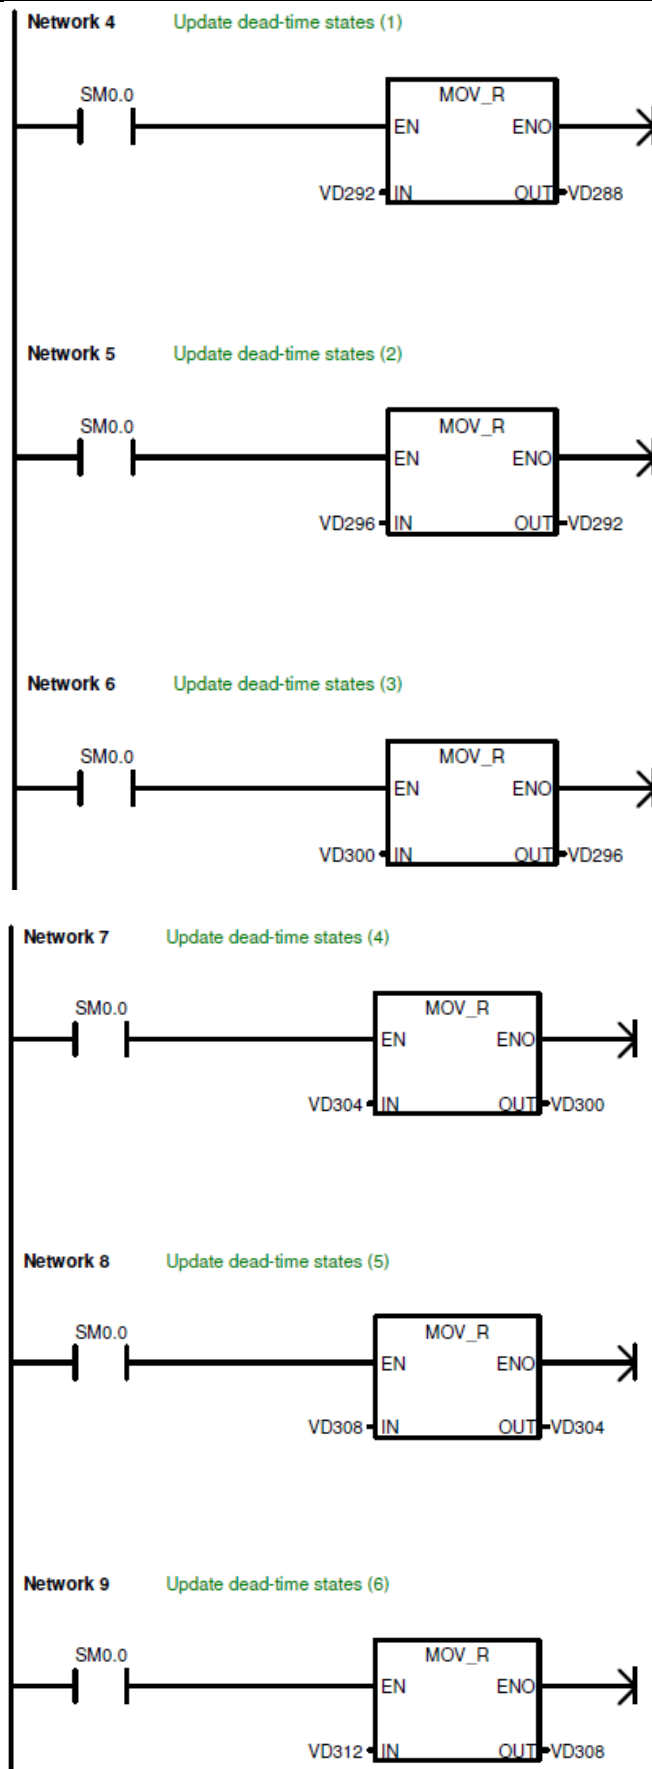 Network 4 Update dead-time states (1)
SM0.0
MOV_R
EN ENO
VD292 IN OUT VD288
Network 5 Update dead-time states (2)
SM0.0
MOV_R
EN ENO
VD296 IN OUT VD292
Network 6 Update dead-time states (3)
SM0.0
MOV_R
EN ENO
VD300 IN OUT VD296
Network 7 Update dead-time states (4)
SM0.0
MOV_R
EN ENO
VD304 IN OUT VD300
Network 8 Update dead-time states (5)
SM0.0
MOV_R
EN ENO
VD308 IN OUT VD304
Network 9 Update dead-time states (6)
SM0.0
MOV_R
EN ENO
VD312 IN OUT VD308